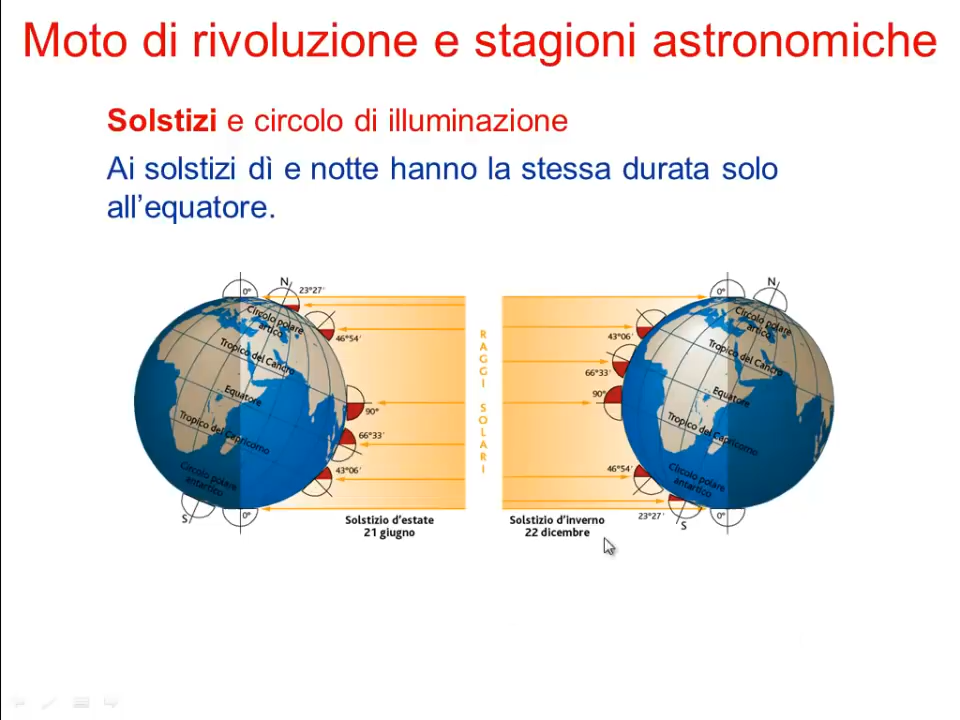 Moto di rivoluzione e stagioni astronomiche
Solstizi e circolo di illuminazione
Ai solstizi dì e notte hanno la stessa durata solo
all'equatore.
0°
N
23°27'
Circolo polare
artico
46°54'
Tropico del Cancro
Equatore
90°
Tropico del Capricorno
66°33'
Circolo polare
antartico
43°06'
S
0°
Solstizio d'estate
21 giugno
RAGGI SOLARI
0°
N
Circolo polare
artico
43°06'
Tropico del Cancro
66°33'
Equatore
90°
Tropico del Capricorno
46°54'
Circolo polare
antartico
23°27'
S
0°
Solstizio d'inverno
22 dicembre